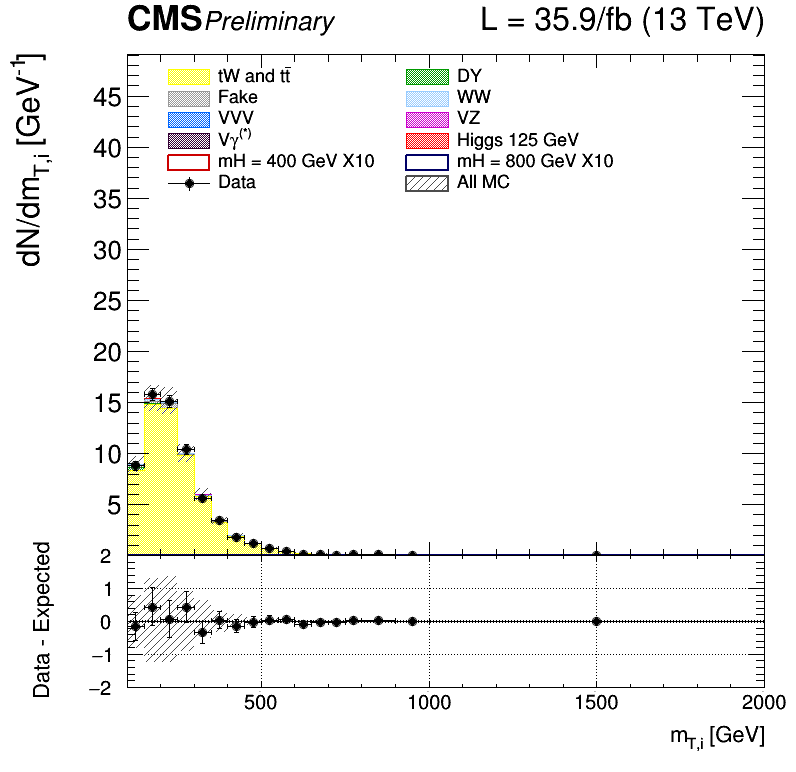 CMS Preliminary L = 35.9/fb (13 TeV)
dN/dm_{T,i} [GeV^{-1}]
tW and tt̄ DY
Fake WW
VVV VZ
Vγ^{(*)} Higgs 125 GeV
mH = 400 GeV X10 mH = 800 GeV X10
Data All MC
45
40
35
30
25
20
15
10
5
2
1
0
−1
−2
Data - Expected
500 1000 1500 2000
m_{T,i} [GeV]